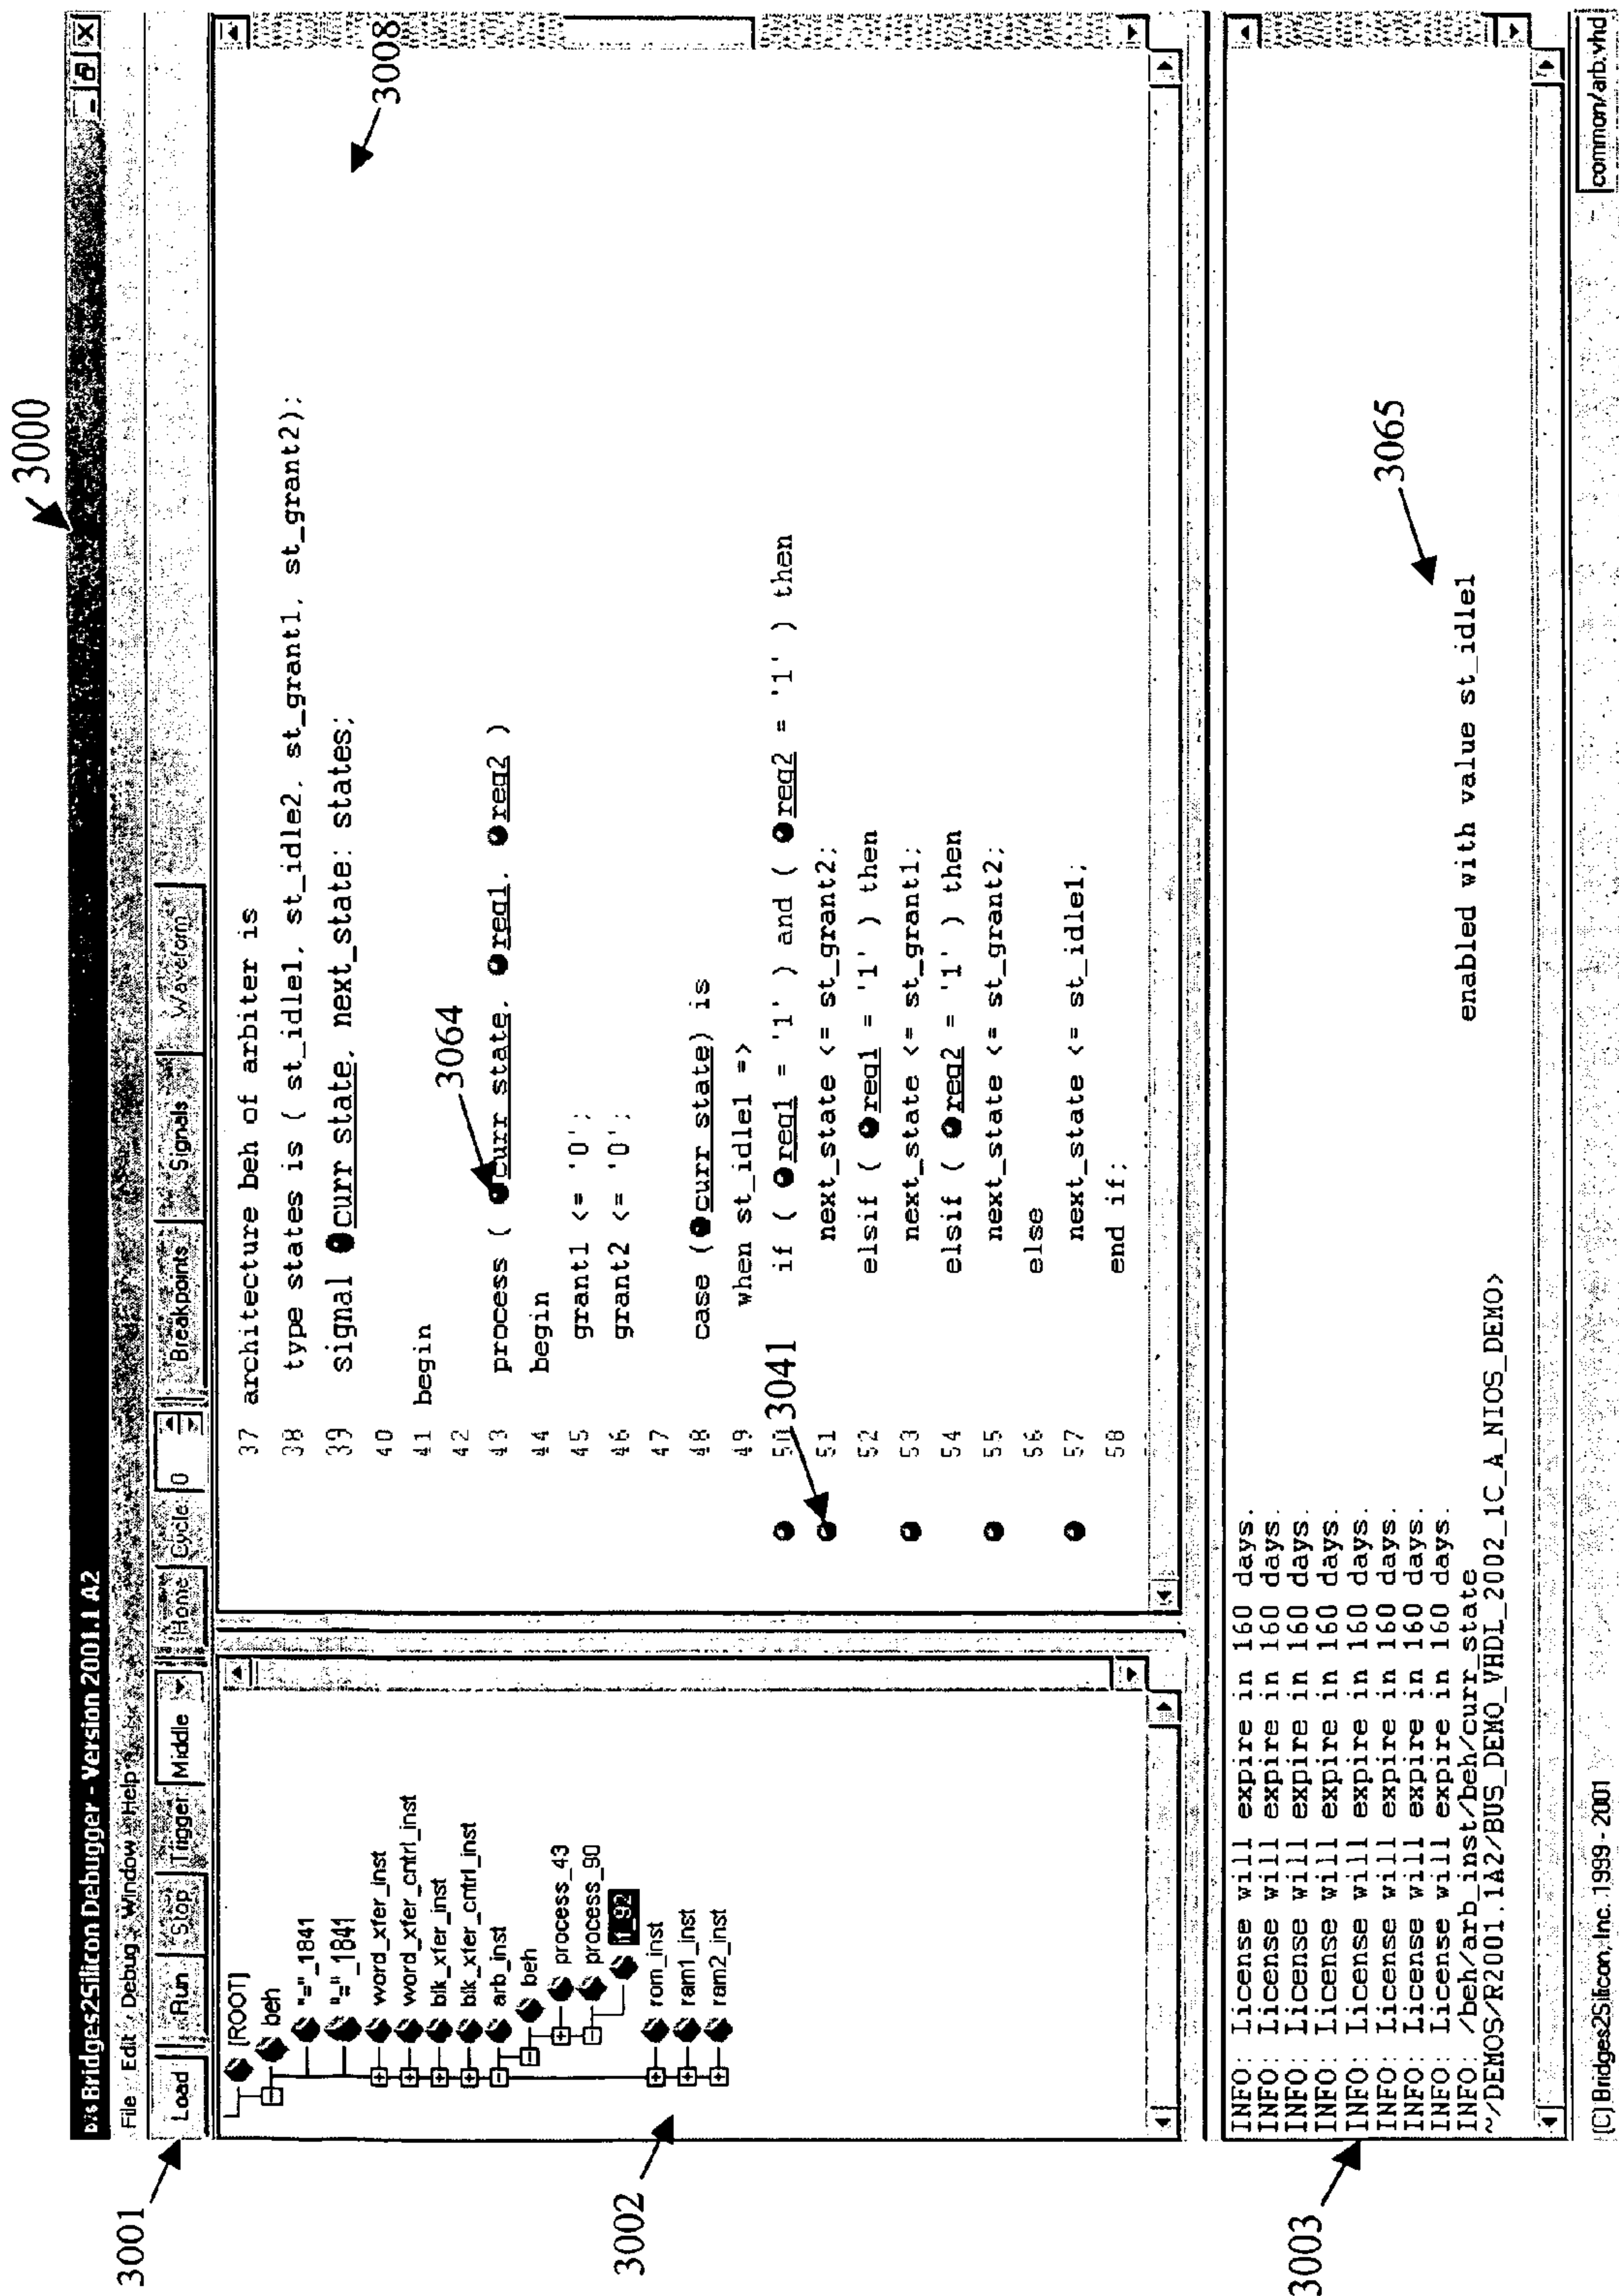 3000
3001
B2S Bridges2Silicon Debugger - Version 2001.1 A2
File Edit Debug Window Help
Load Run Stop Trigger Middle Home Cycle: 0 Breakpoints Signals Waveform
3002
[ROOT]
beh
"="_1841
"="_1841
word_xfer_inst
word_xfer_cntrl_inst
blk_xfer_inst
blk_xfer_cntrl_inst
arb_inst
beh
process_43
process_90
if_92
rom_inst
ram1_inst
ram2_inst
3008
37 architecture beh of arbiter is
38 type states is ( st_idle1, st_idle2, st_grant1, st_grant2);
39 signal curr_state, next_state: states;
40
41 begin
42
3064
43 process ( curr_state, req1, req2 )
44 begin
45 grant1 <= '0';
46 grant2 <= '0';
47
48 case (curr_state) is
49 when st_idle1 =>
50 if ( req1 = '1' ) and ( req2 = '1' ) then
3041
51 next_state <= st_grant2;
52 elsif ( req1 = '1' ) then
53 next_state <= st_grant1;
54 elsif ( req2 = '1' ) then
55 next_state <= st_grant2;
56 else
57 next_state <= st_idle1;
58 end if;
3003
INFO: License will expire in 160 days.
INFO: License will expire in 160 days.
INFO: License will expire in 160 days.
INFO: License will expire in 160 days.
INFO: License will expire in 160 days.
INFO: License will expire in 160 days.
INFO: License will expire in 160 days.
INFO: License will expire in 160 days.
INFO: /beh/arb_inst/beh/curr_state enabled with value st_idle1
3065
~/DEMOS/R2001.1A2/BUS_DEMO_VHDL_2002_1C_A_NIOS_DEMO>
(C) Bridges2Silicon, Inc. 1999 - 2001 common/arb.vhd